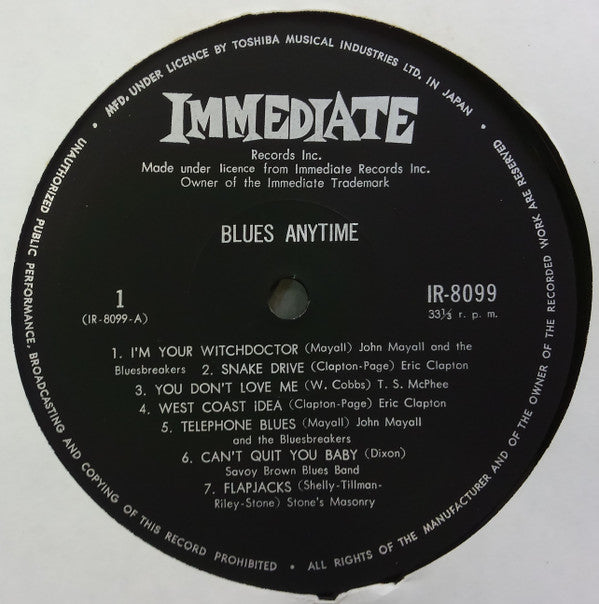 • MFD. UNDER LICENCE BY TOSHIBA MUSICAL INDUSTRIES LTD. IN JAPAN •
IMMEDIATE
Records Inc.
Made under licence from Immediate Records Inc.
Owner of the Immediate Trademark
BLUES ANYTIME
1
(IR-8099-A)
IR-8099
33⅓ r. p. m.
1. I'M YOUR WITCHDOCTOR (Mayall) John Mayall and the
Bluesbreakers 2. SNAKE DRIVE (Clapton-Page) Eric Clapton
3. YOU DON'T LOVE ME (W. Cobbs) T. S. McPhee
4. WEST COAST iDEA (Clapton-Page) Eric Clapton
5. TELEPHONE BLUES (Mayall) John Mayall
and the Bluesbreakers
6. CAN'T QUIT YOU BABY (Dixon)
Savoy Brown Blues Band
7. FLAPJACKS (Shelly-Tillman-
Riley-Stone) Stone's Masonry
• UNAUTHORIZED PUBLIC PERFORMANCE, BROADCASTING AND COPYING OF THIS RECORD PROHIBITED • ALL RIGHTS OF THE MANUFACTURER AND OF THE OWNER OF THE RECORDED WORK ARE RESERVED